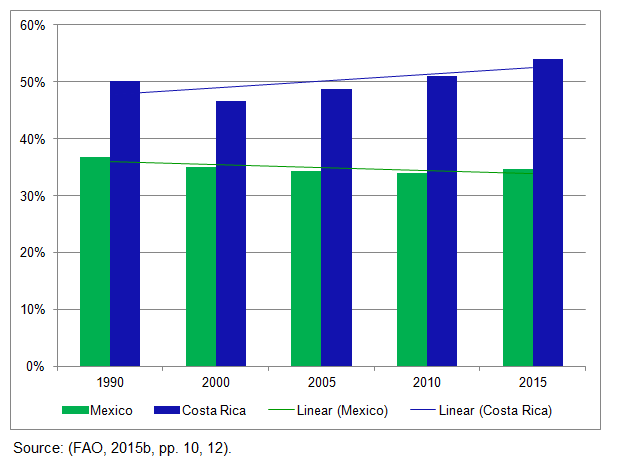 60%
50%
40%
30%
20%
10%
0%
1990 2000 2005 2010 2015
Mexico Costa Rica Linear (Mexico) Linear (Costa Rica)
Source: (FAO, 2015b, pp. 10, 12).